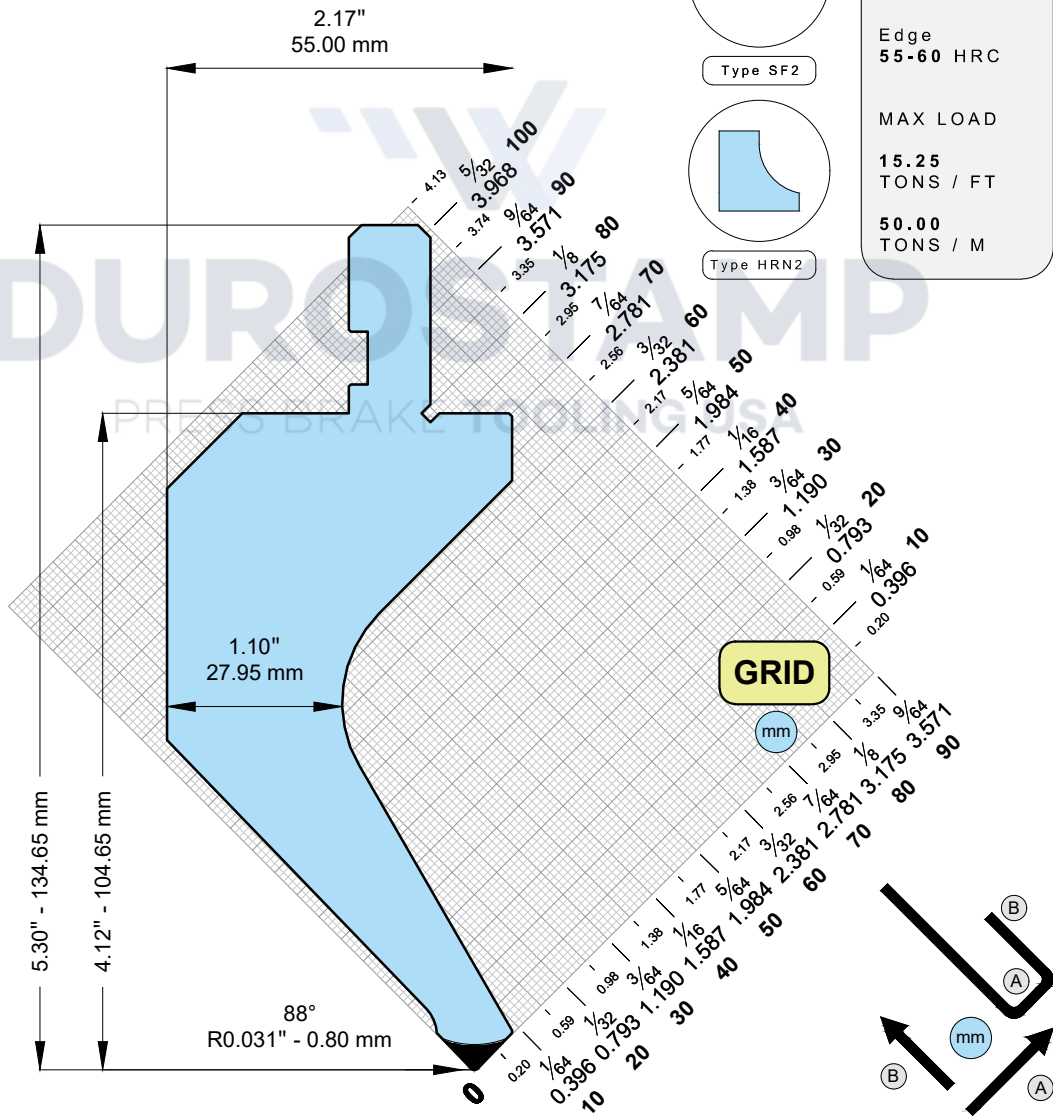 2.17"
55.00 mm
Type SF2
Type HRN2
Edge
55-60 HRC
MAX LOAD
15.25
TONS / FT
50.00
TONS / M
DUROSTAMP
PRESS BRAKE TOOLING USA
4.13 5/32 3.968 100
3.74 9/64 3.571 90
3.35 1/8 3.175 80
2.95 7/64 2.781 70
2.56 3/32 2.381 60
2.17 5/64 1.984 50
1.77 1/16 1.587 40
1.38 3/64 1.190 30
0.98 1/32 0.793 20
0.59 1/64 0.396 10
0.20
1.10"
27.95 mm
GRID
mm
5.30" - 134.65 mm
4.12" - 104.65 mm
88°
R0.031" - 0.80 mm
0
0.20 1/64 0.396 10
0.59 1/32 0.793 20
0.98 3/64 1.190 30
1.38 1/16 1.587 40
1.77 5/64 1.984 50
2.17 3/32 2.381 60
2.56 7/64 2.781 70
2.95 1/8 3.175 80
3.35 9/64 3.571 90
B
A
mm
B
A